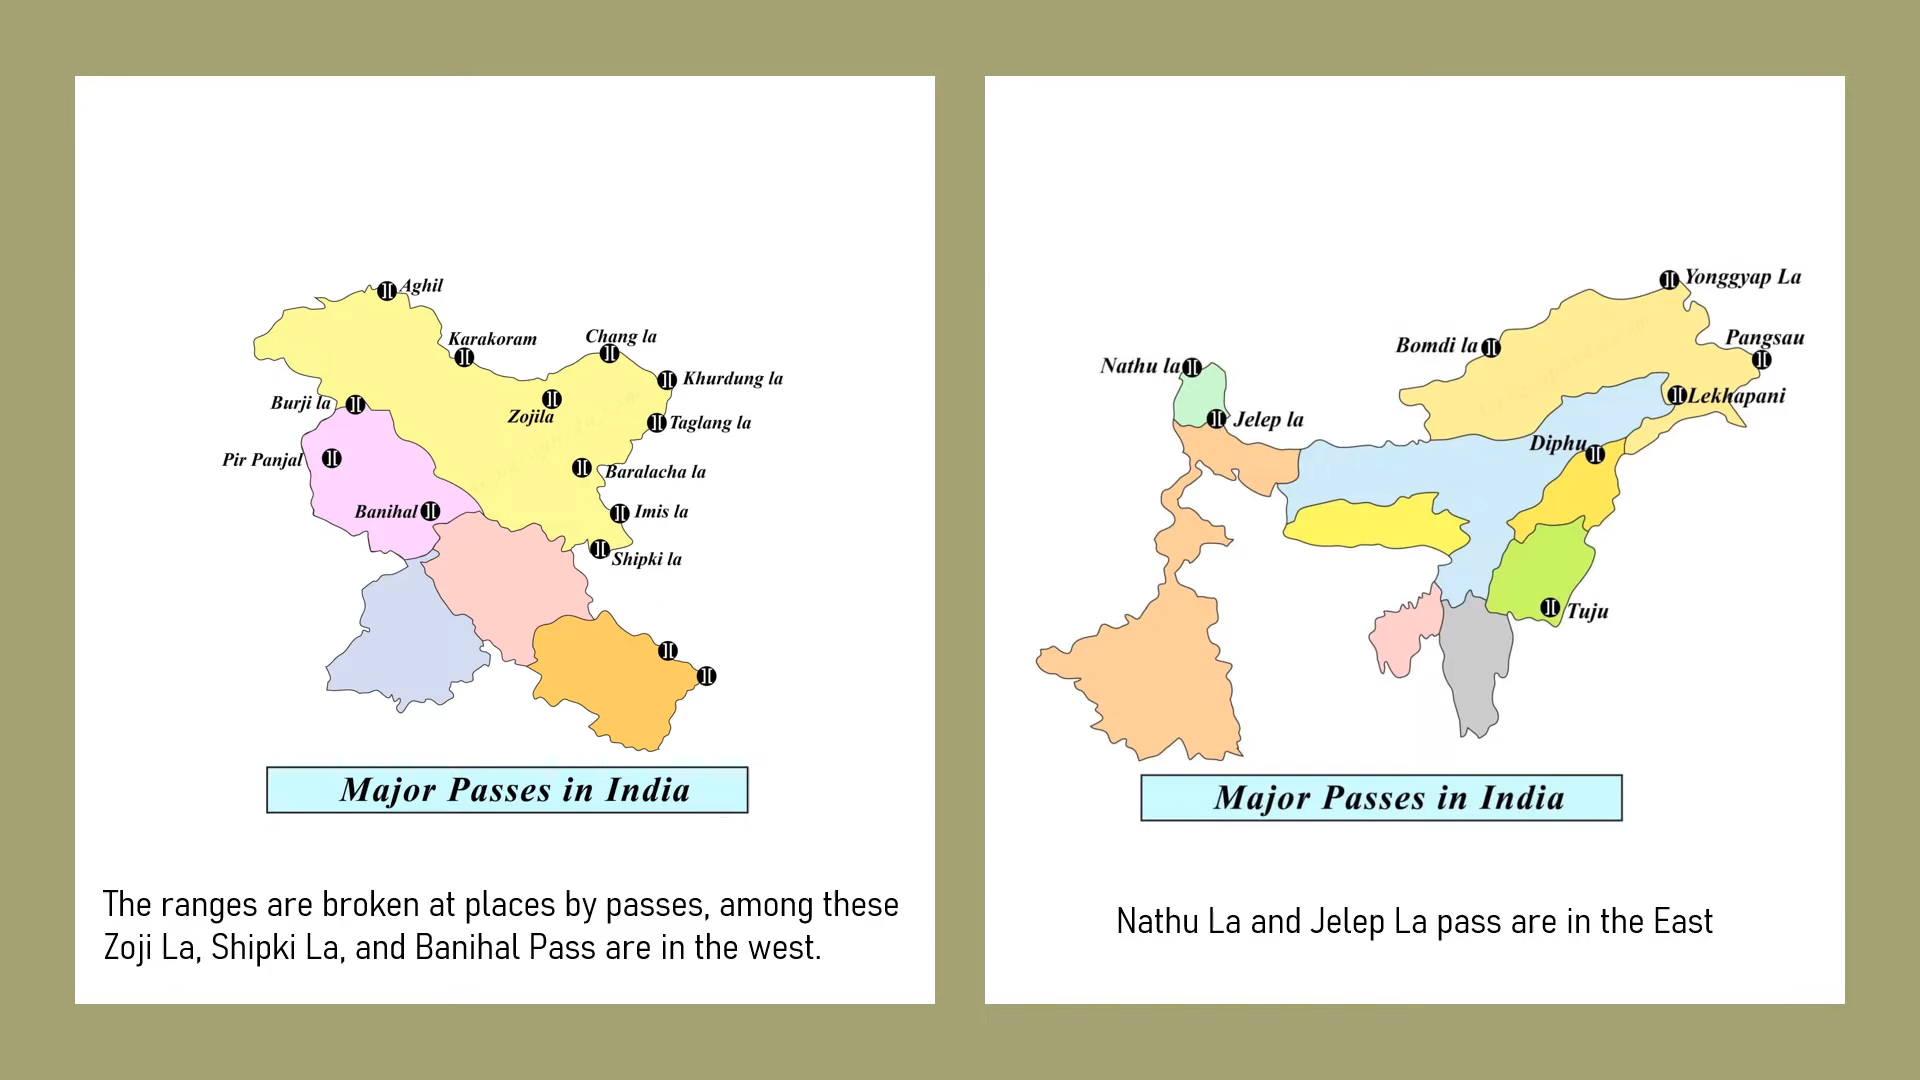 Aghil
Karakoram
Chang la
Khurdung la
Burji la
Zojila
Taglang la
Pir Panjal
Baralacha la
Banihal
Imis la
Shipki la
Major Passes in India
The ranges are broken at places by passes, among these
Zoji La, Shipki La, and Banihal Pass are in the west.
Yonggyap La
Pangsau
Bomdi la
Nathu la
Lekhapani
Jelep la
Diphu
Tuju
Major Passes in India
Nathu La and Jelep La pass are in the East